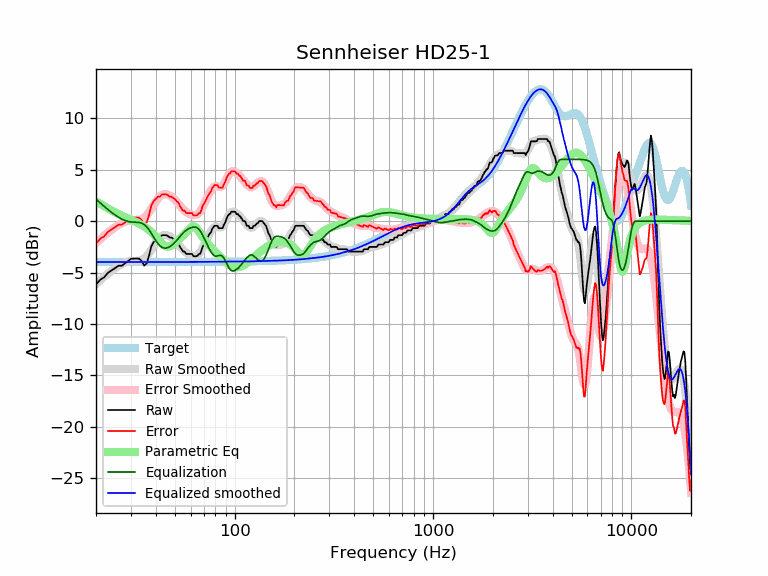 Sennheiser HD25-1
Amplitude (dBr)
10
5
0
−5
−10
−15
−20
−25
Target
Raw Smoothed
Error Smoothed
Raw
Error
Parametric Eq
Equalization
Equalized smoothed
100 1000 10000
Frequency (Hz)